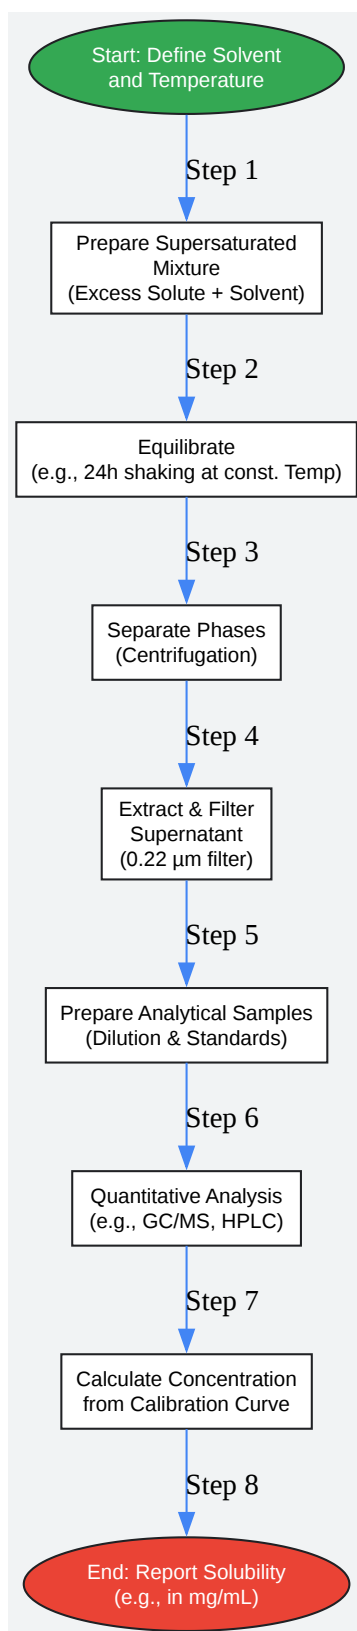 Start: Define Solvent
and Temperature
Step 1
Prepare Supersaturated
Mixture
(Excess Solute + Solvent)
Step 2
Equilibrate
(e.g., 24h shaking at const. Temp)
Step 3
Separate Phases
(Centrifugation)
Step 4
Extract & Filter
Supernatant
(0.22 µm filter)
Step 5
Prepare Analytical Samples
(Dilution & Standards)
Step 6
Quantitative Analysis
(e.g., GC/MS, HPLC)
Step 7
Calculate Concentration
from Calibration Curve
Step 8
End: Report Solubility
(e.g., in mg/mL)